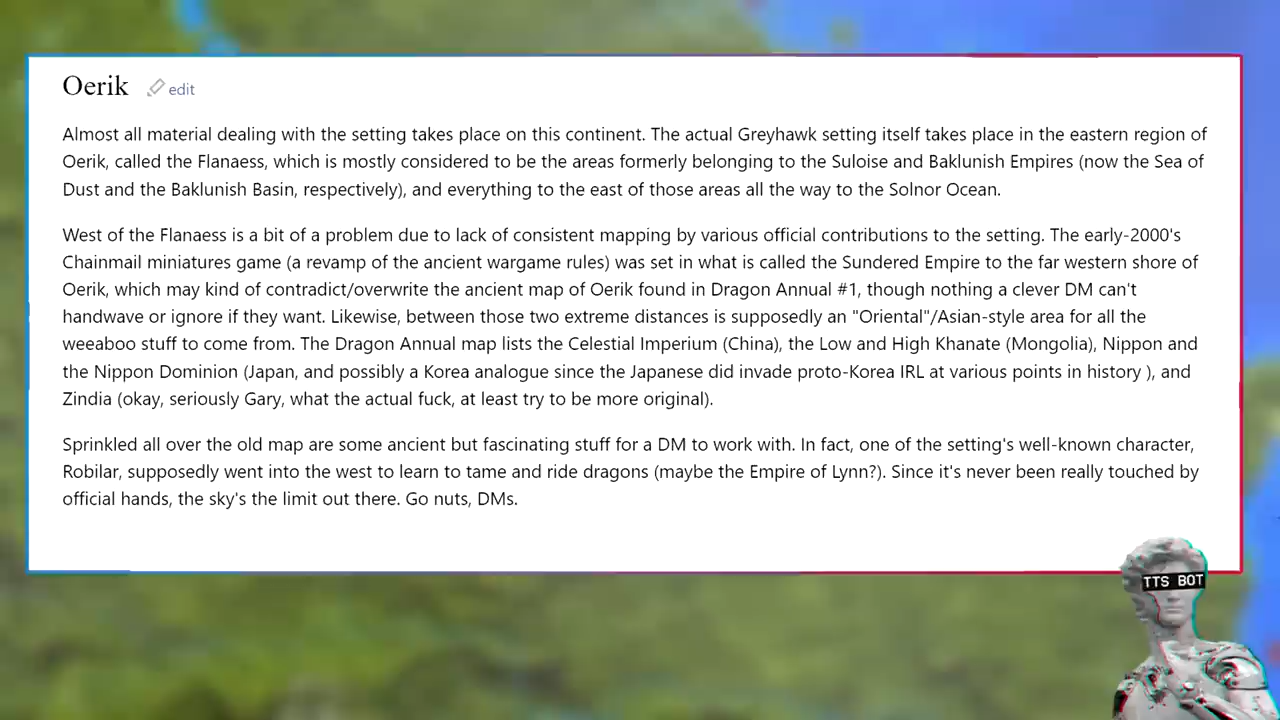 Oerik edit
Almost all material dealing with the setting takes place on this continent. The actual Greyhawk setting itself takes place in the eastern region of
Oerik, called the Flanaess, which is mostly considered to be the areas formerly belonging to the Suloise and Baklunish Empires (now the Sea of
Dust and the Baklunish Basin, respectively), and everything to the east of those areas all the way to the Solnor Ocean.
West of the Flanaess is a bit of a problem due to lack of consistent mapping by various official contributions to the setting. The early-2000's
Chainmail miniatures game (a revamp of the ancient wargame rules) was set in what is called the Sundered Empire to the far western shore of
Oerik, which may kind of contradict/overwrite the ancient map of Oerik found in Dragon Annual #1, though nothing a clever DM can't
handwave or ignore if they want. Likewise, between those two extreme distances is supposedly an "Oriental"/Asian-style area for all the
weeaboo stuff to come from. The Dragon Annual map lists the Celestial Imperium (China), the Low and High Khanate (Mongolia), Nippon and
the Nippon Dominion (Japan, and possibly a Korea analogue since the Japanese did invade proto-Korea IRL at various points in history ), and
Zindia (okay, seriously Gary, what the actual fuck, at least try to be more original).
Sprinkled all over the old map are some ancient but fascinating stuff for a DM to work with. In fact, one of the setting's well-known character,
Robilar, supposedly went into the west to learn to tame and ride dragons (maybe the Empire of Lynn?). Since it's never been really touched by
official hands, the sky's the limit out there. Go nuts, DMs.
TTS BOT